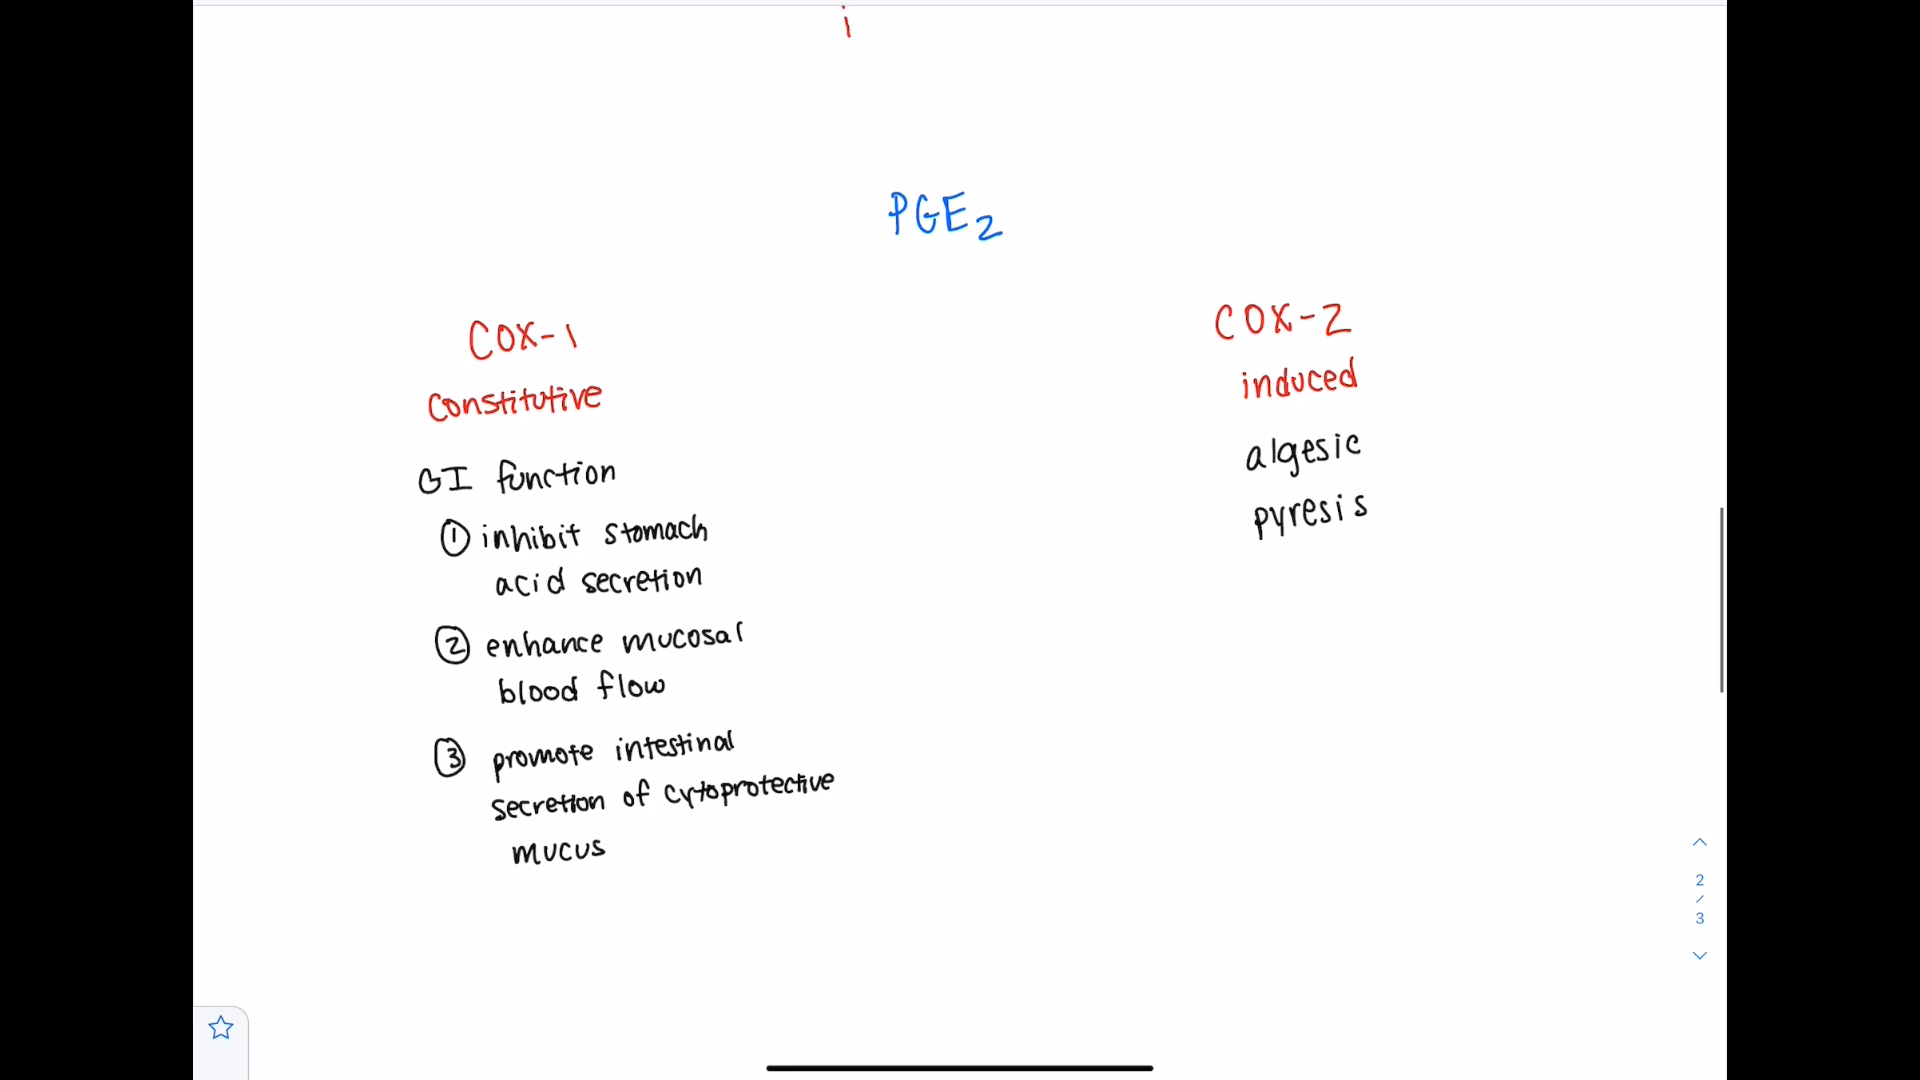 PGE2
COX-1
constitutive
GI function
① inhibit stomach
acid secretion
② enhance mucosal
blood flow
③ promote intestinal
secretion of cytoprotective
mucus
COX-2
induced
algesic
pyresis
2
/
3